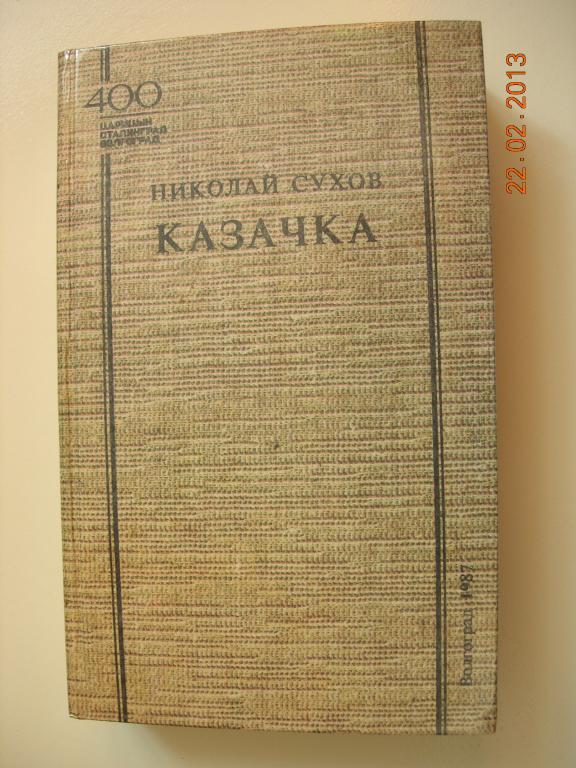 400
ЦАРИЦЫН
СТАЛИНГРАД
ВОЛГОГРАД
НИКОЛАЙ СУХОВ
КАЗАЧКА
Волгоград 1987
22.02.2013